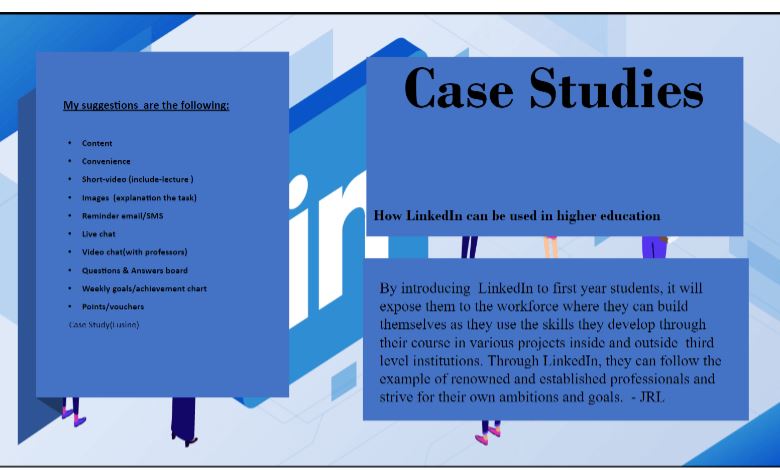 My suggestions  are the following:
• Content
• Convenience
• Short-video (include-lecture )
• Images  (explanation the task)
• Reminder email/SMS
• Live chat
• Video chat(with professors)
• Questions & Answers board
• Weekly goals/achievement chart
• Points/vouchers
Case Study(Lusine)
in
Case Studies
How LinkedIn can be used in higher education
By introducing  LinkedIn to first year students, it will
expose them to the workforce where they can build
themselves as they use the skills they develop through
their course in various projects inside and outside  third
level institutions. Through LinkedIn, they can follow the
example of renowned and established professionals and
strive for their own ambitions and goals.  - JRL